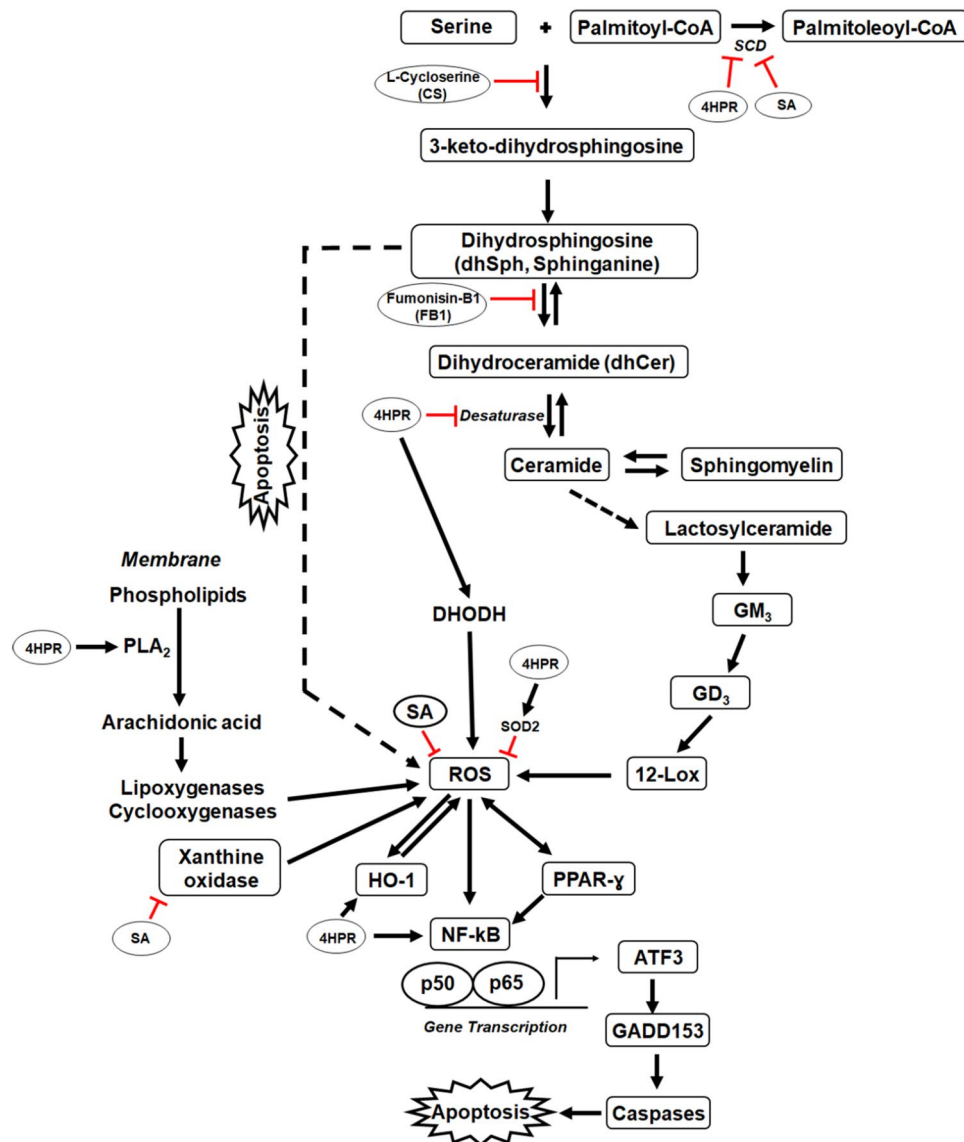 Serine
+
Palmitoyl-CoA
Palmitoleoyl-CoA
SCD
L-Cycloserine
(CS)
4HPR
SA
3-keto-dihydrosphingosine
Dihydrosphingosine
(dhSph, Sphinganine)
Fumonisin-B1
(FB1)
Dihydroceramide (dhCer)
4HPR
Desaturase
Apoptosis
Ceramide
Sphingomyelin
Lactosylceramide
Membrane
Phospholipids
DHODH
GM₃
4HPR
PLA₂
4HPR
GD₃
SA
SOD2
Arachidonic acid
ROS
12-Lox
Lipoxygenases
Cyclooxygenases
Xanthine
oxidase
HO-1
PPAR-ɣ
SA
4HPR
NF-kB
ATF3
p50
p65
Gene Transcription
GADD153
Apoptosis
Caspases